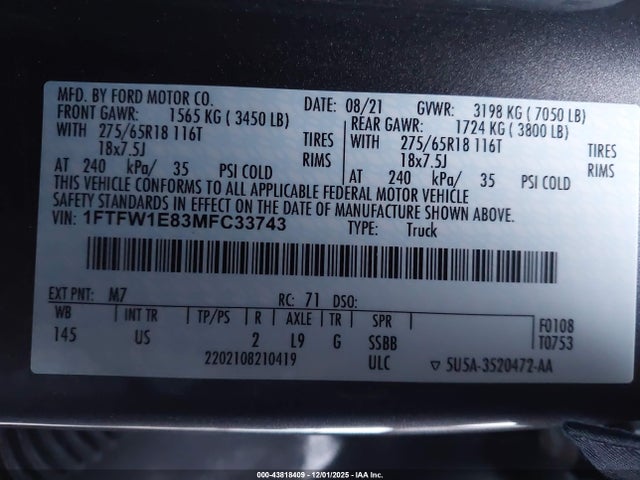 MFD. BY FORD MOTOR CO. DATE: 08/21 GVWR: 3198 KG ( 7050 LB)
FRONT GAWR: 1565 KG ( 3450 LB) REAR GAWR: 1724 KG ( 3800 LB)
WITH 275/65R18 116T TIRES WITH 275/65R18 116T TIRES
18x7.5J RIMS 18x7.5J RIMS
AT 240 kPa/ 35 PSI COLD AT 240 kPa/ 35 PSI COLD
THIS VEHICLE CONFORMS TO ALL APPLICABLE FEDERAL MOTOR VEHICLE
SAFETY STANDARDS IN EFFECT ON THE DATE OF MANUFACTURE SHOWN ABOVE.
VIN: 1FTFW1E83MFC33743 TYPE: Truck
EXT PNT: M7 RC: 71 DSO:
WB INT TR TP/PS R AXLE TR SPR F0108
145 US 2 L9 G SSBB T0753
2202108210419 ULC ▽ 5U5A-3520472-AA
000-43818409 - 12/01/2025 - IAA Inc.